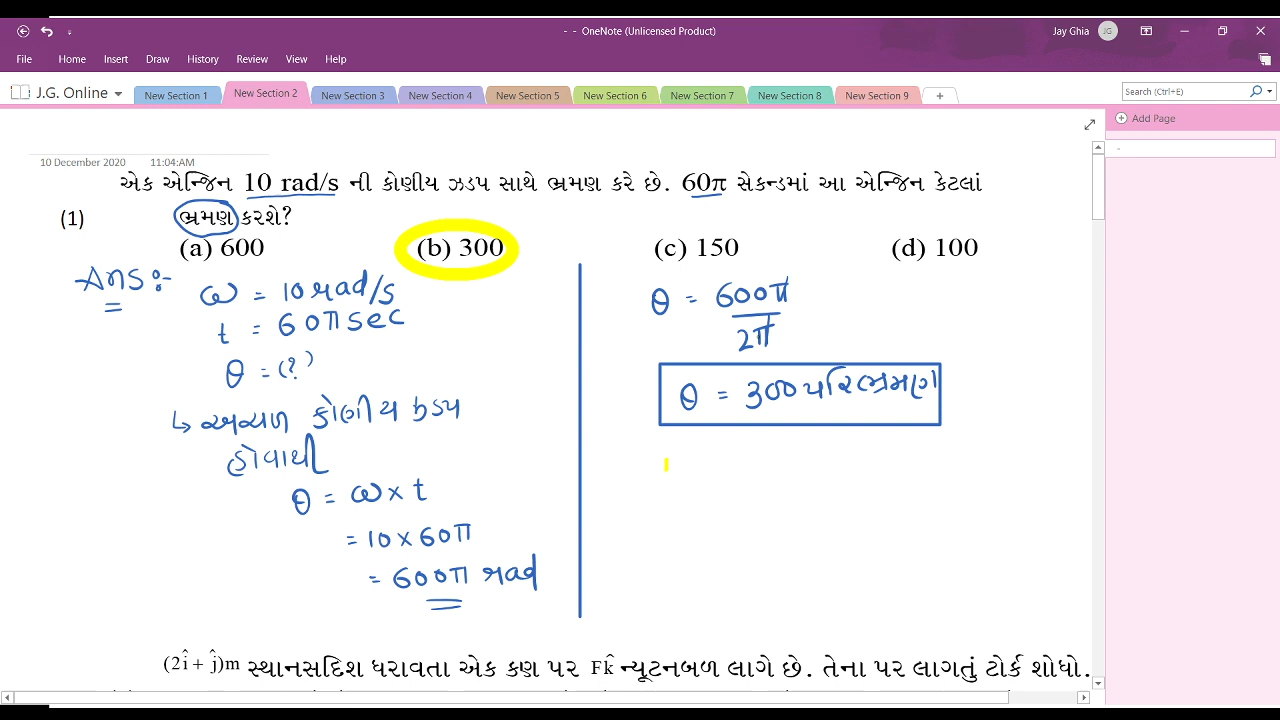 - - OneNote (Unlicensed Product)
Jay Ghia
JG
File Home Insert Draw History Review View Help
J.G. Online
New Section 1 New Section 2 New Section 3 New Section 4 New Section 5 New Section 6 New Section 7 New Section 8 New Section 9 +
Search (Ctrl+E)
Add Page
-
10 December 2020 11:04:AM
એક એન્જિન 10 rad/s ની કોણીય ઝડપ સાથે ભ્રમણ કરે છે. 60π સેકન્ડમાં આ એન્જિન કેટલાં
(1) ભ્રમણ કરશે?
(a) 600 (b) 300 (c) 150 (d) 100
Ans :-
ω = 10 rad/s
t = 60π sec
θ = (?)
↳ અચળ કોણીય ઝડપ
હોવાથી
θ = ω × t
= 10 × 60π
= 600π rad
θ = 600π
2π
θ = 300 પરિભ્રમણ
(2î + ĵ)m સ્થાનસદિશ ધરાવતા એક કણ પર Fk̂ ન્યૂટનબળ લાગે છે. તેના પર લાગતું ટોર્ક શોધો.